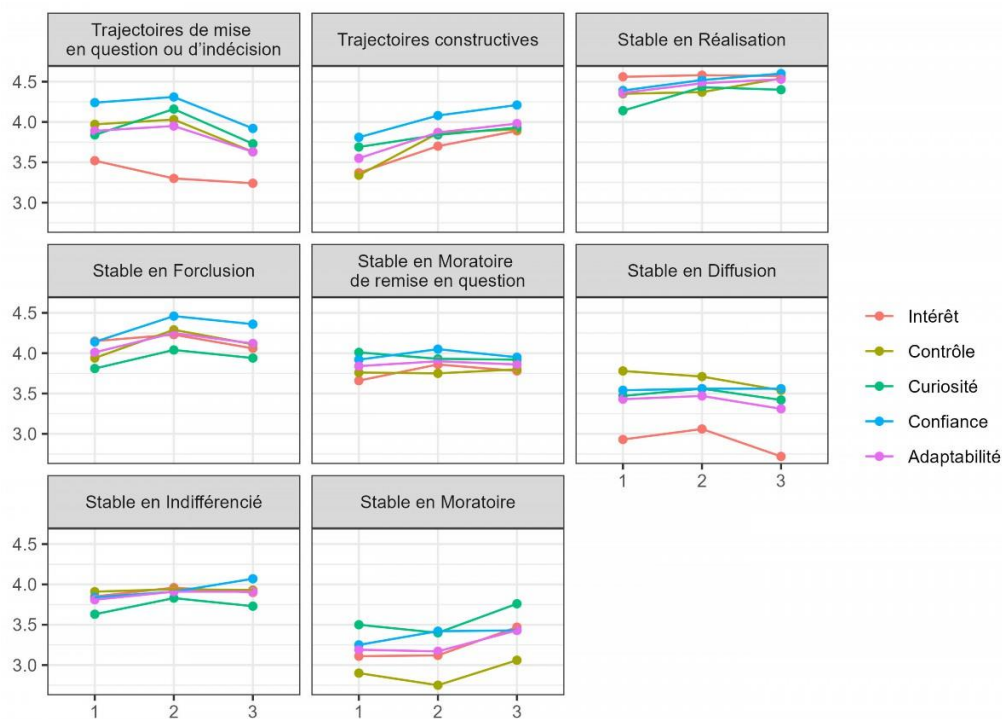 Trajectoires de mise
en question ou d'indécision
Trajectoires constructives
Stable en Réalisation
4.5
4.0
3.5
3.0
Stable en Forclusion
Stable en Moratoire
de remise en question
Stable en Diffusion
4.5
4.0
3.5
3.0
1 2 3
Intérêt
Contrôle
Curiosité
Confiance
Adaptabilité
Stable en Indifférencié
Stable en Moratoire
4.5
4.0
3.5
3.0
1 2 3
1 2 3